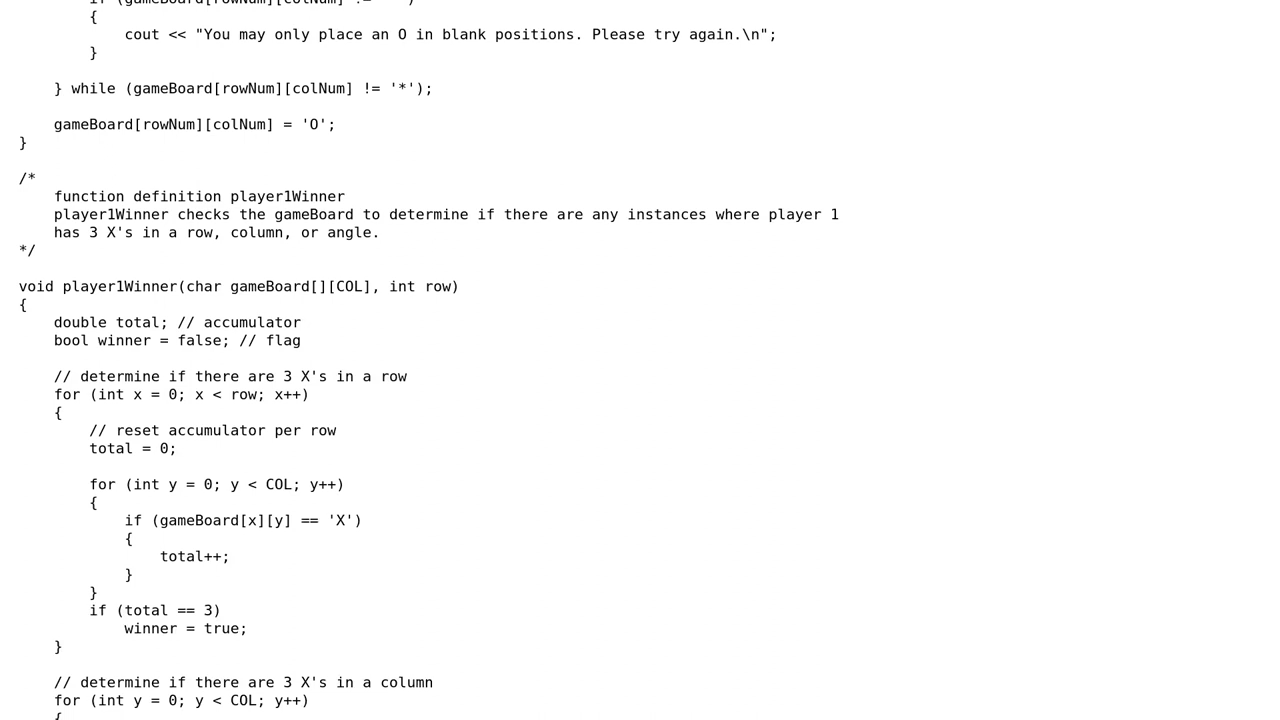 if (gameBoard[rowNum][colNum] !=
        {
            cout << "You may only place an O in blank positions. Please try again.\n";
        }

    } while (gameBoard[rowNum][colNum] != '*');

    gameBoard[rowNum][colNum] = 'O';
}

/*
    function definition player1Winner
    player1Winner checks the gameBoard to determine if there are any instances where player 1
    has 3 X's in a row, column, or angle.
*/

void player1Winner(char gameBoard[][COL], int row)
{
    double total; // accumulator
    bool winner = false; // flag

    // determine if there are 3 X's in a row
    for (int x = 0; x < row; x++)
    {
        // reset accumulator per row
        total = 0;

        for (int y = 0; y < COL; y++)
        {
            if (gameBoard[x][y] == 'X')
            {
                total++;
            }
        }
        if (total == 3)
            winner = true;
    }

    // determine if there are 3 X's in a column
    for (int y = 0; y < COL; y++)
    {